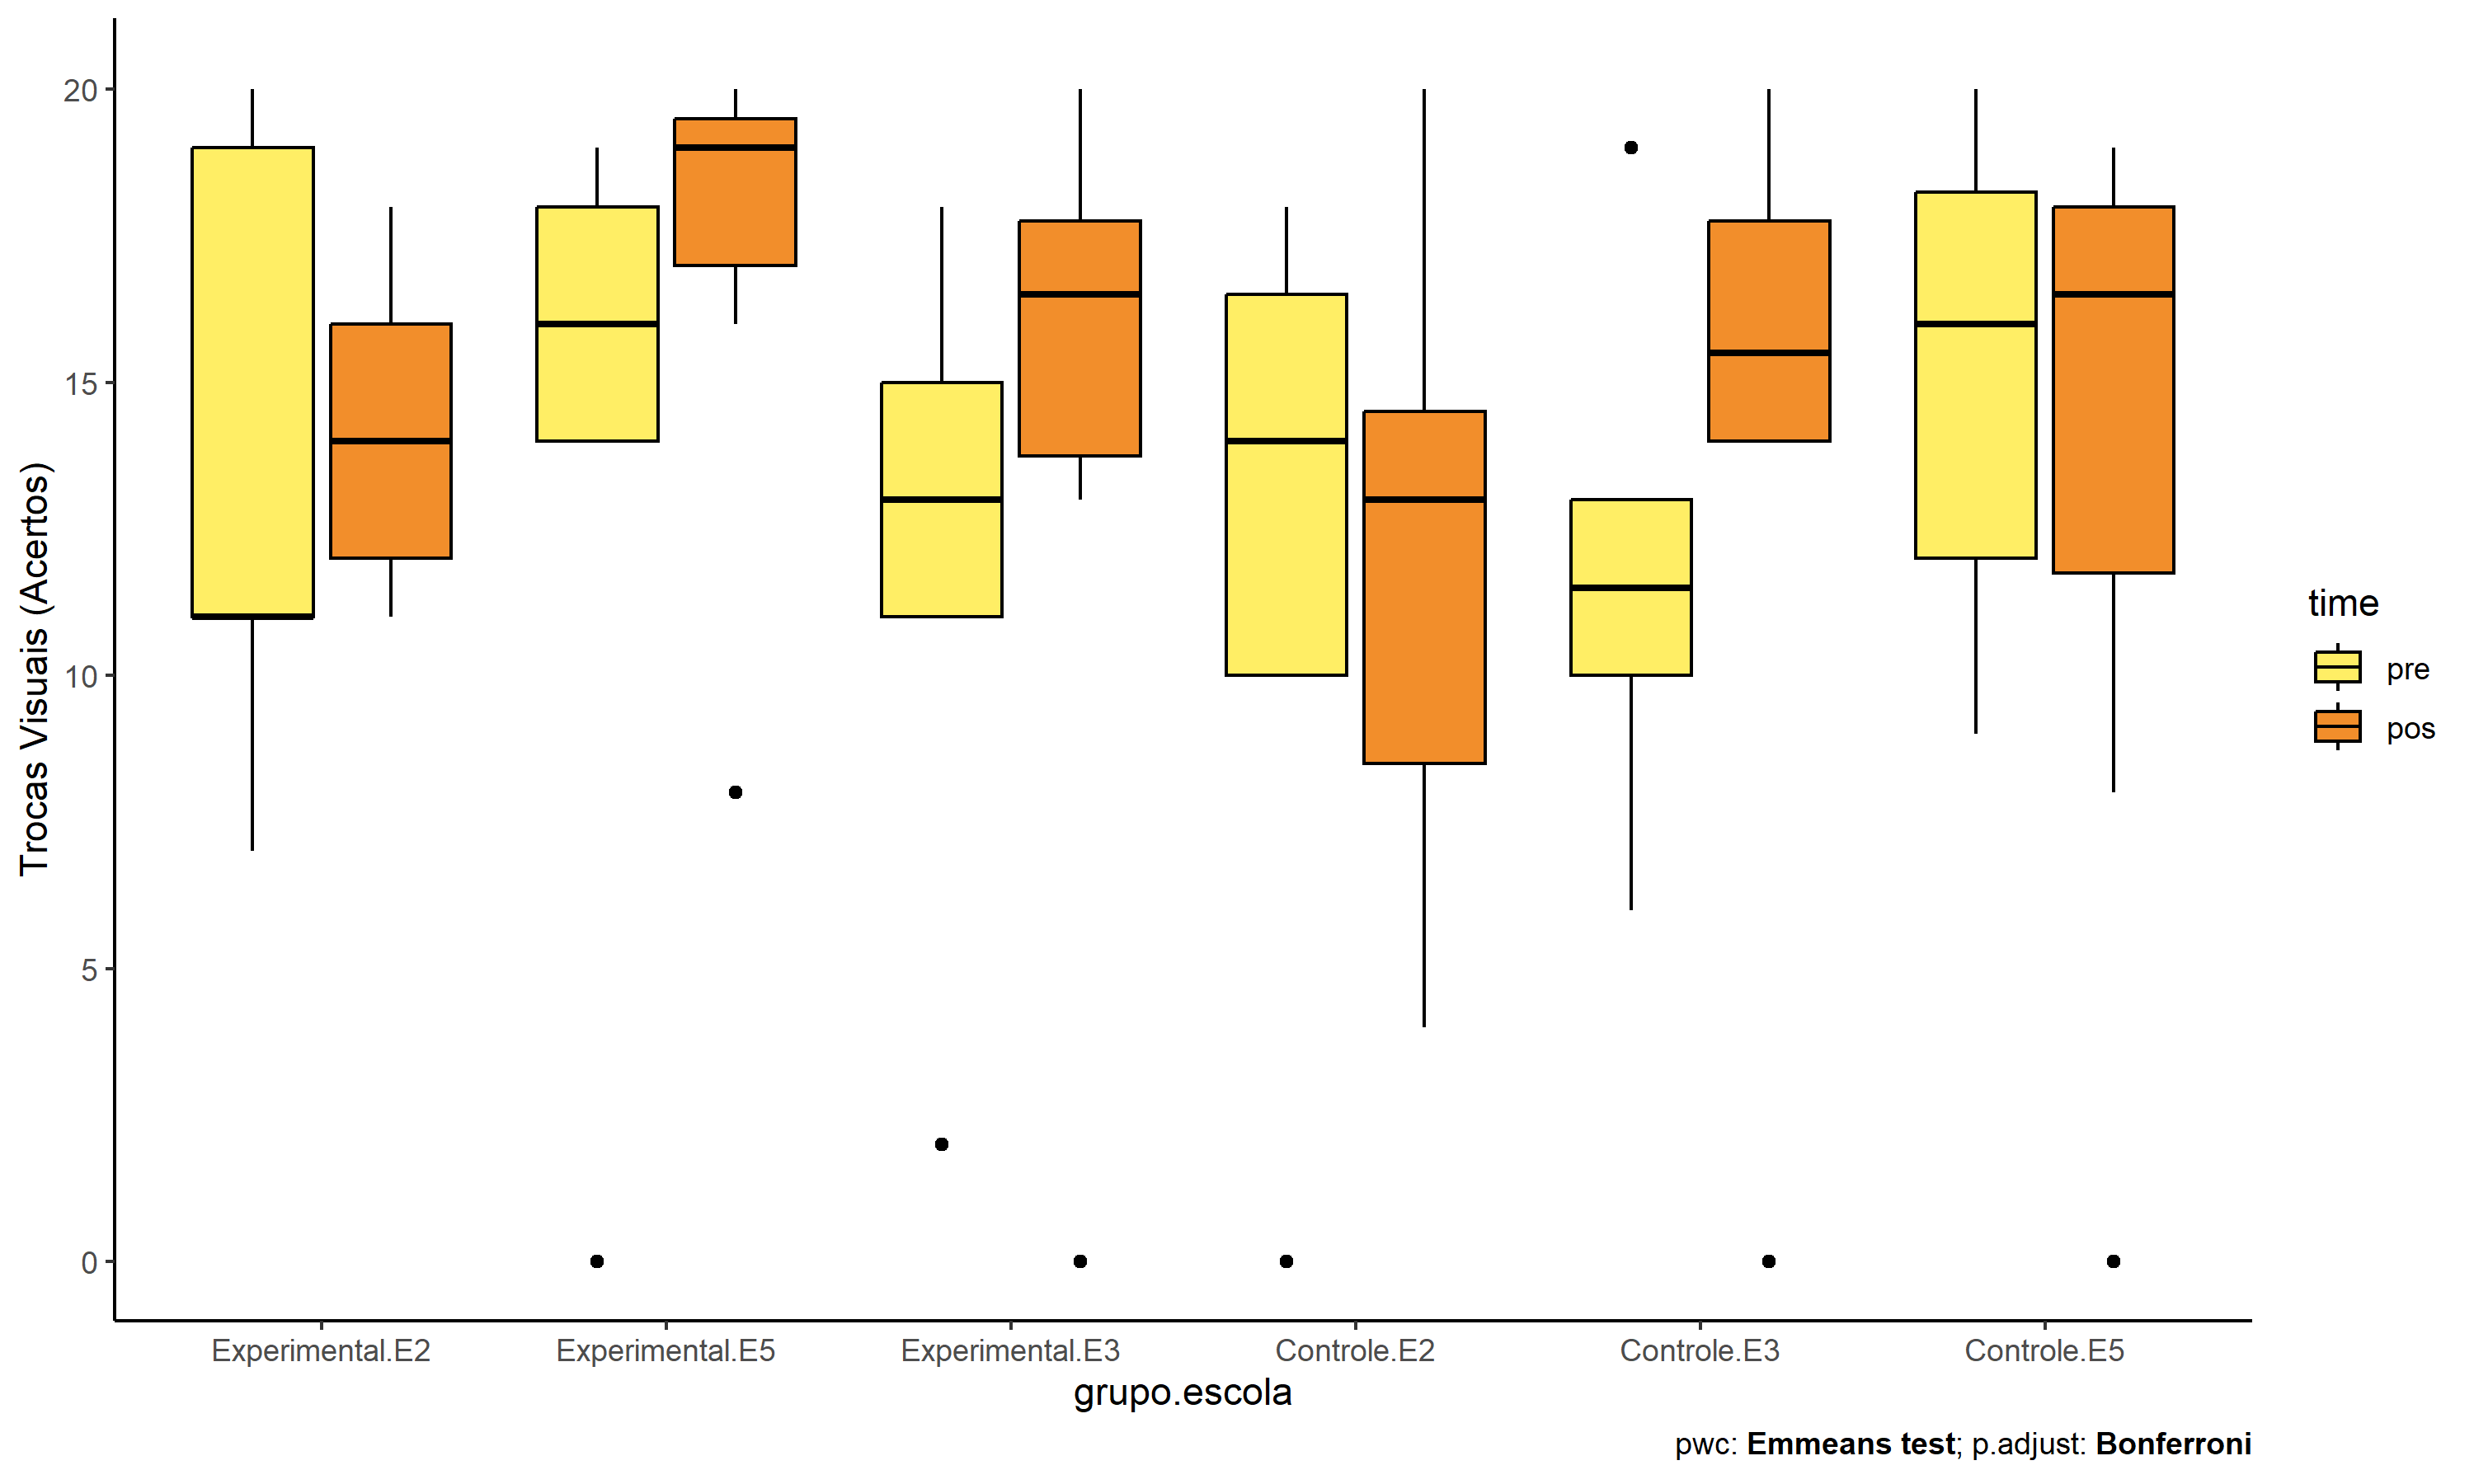 Trocas Visuais (Acertos)
20
15
10
5
0
Experimental.E2
Experimental.E5
Experimental.E3
Controle.E2
Controle.E3
Controle.E5
grupo.escola
time
pre
pos
pwc: Emmeans test; p.adjust: Bonferroni